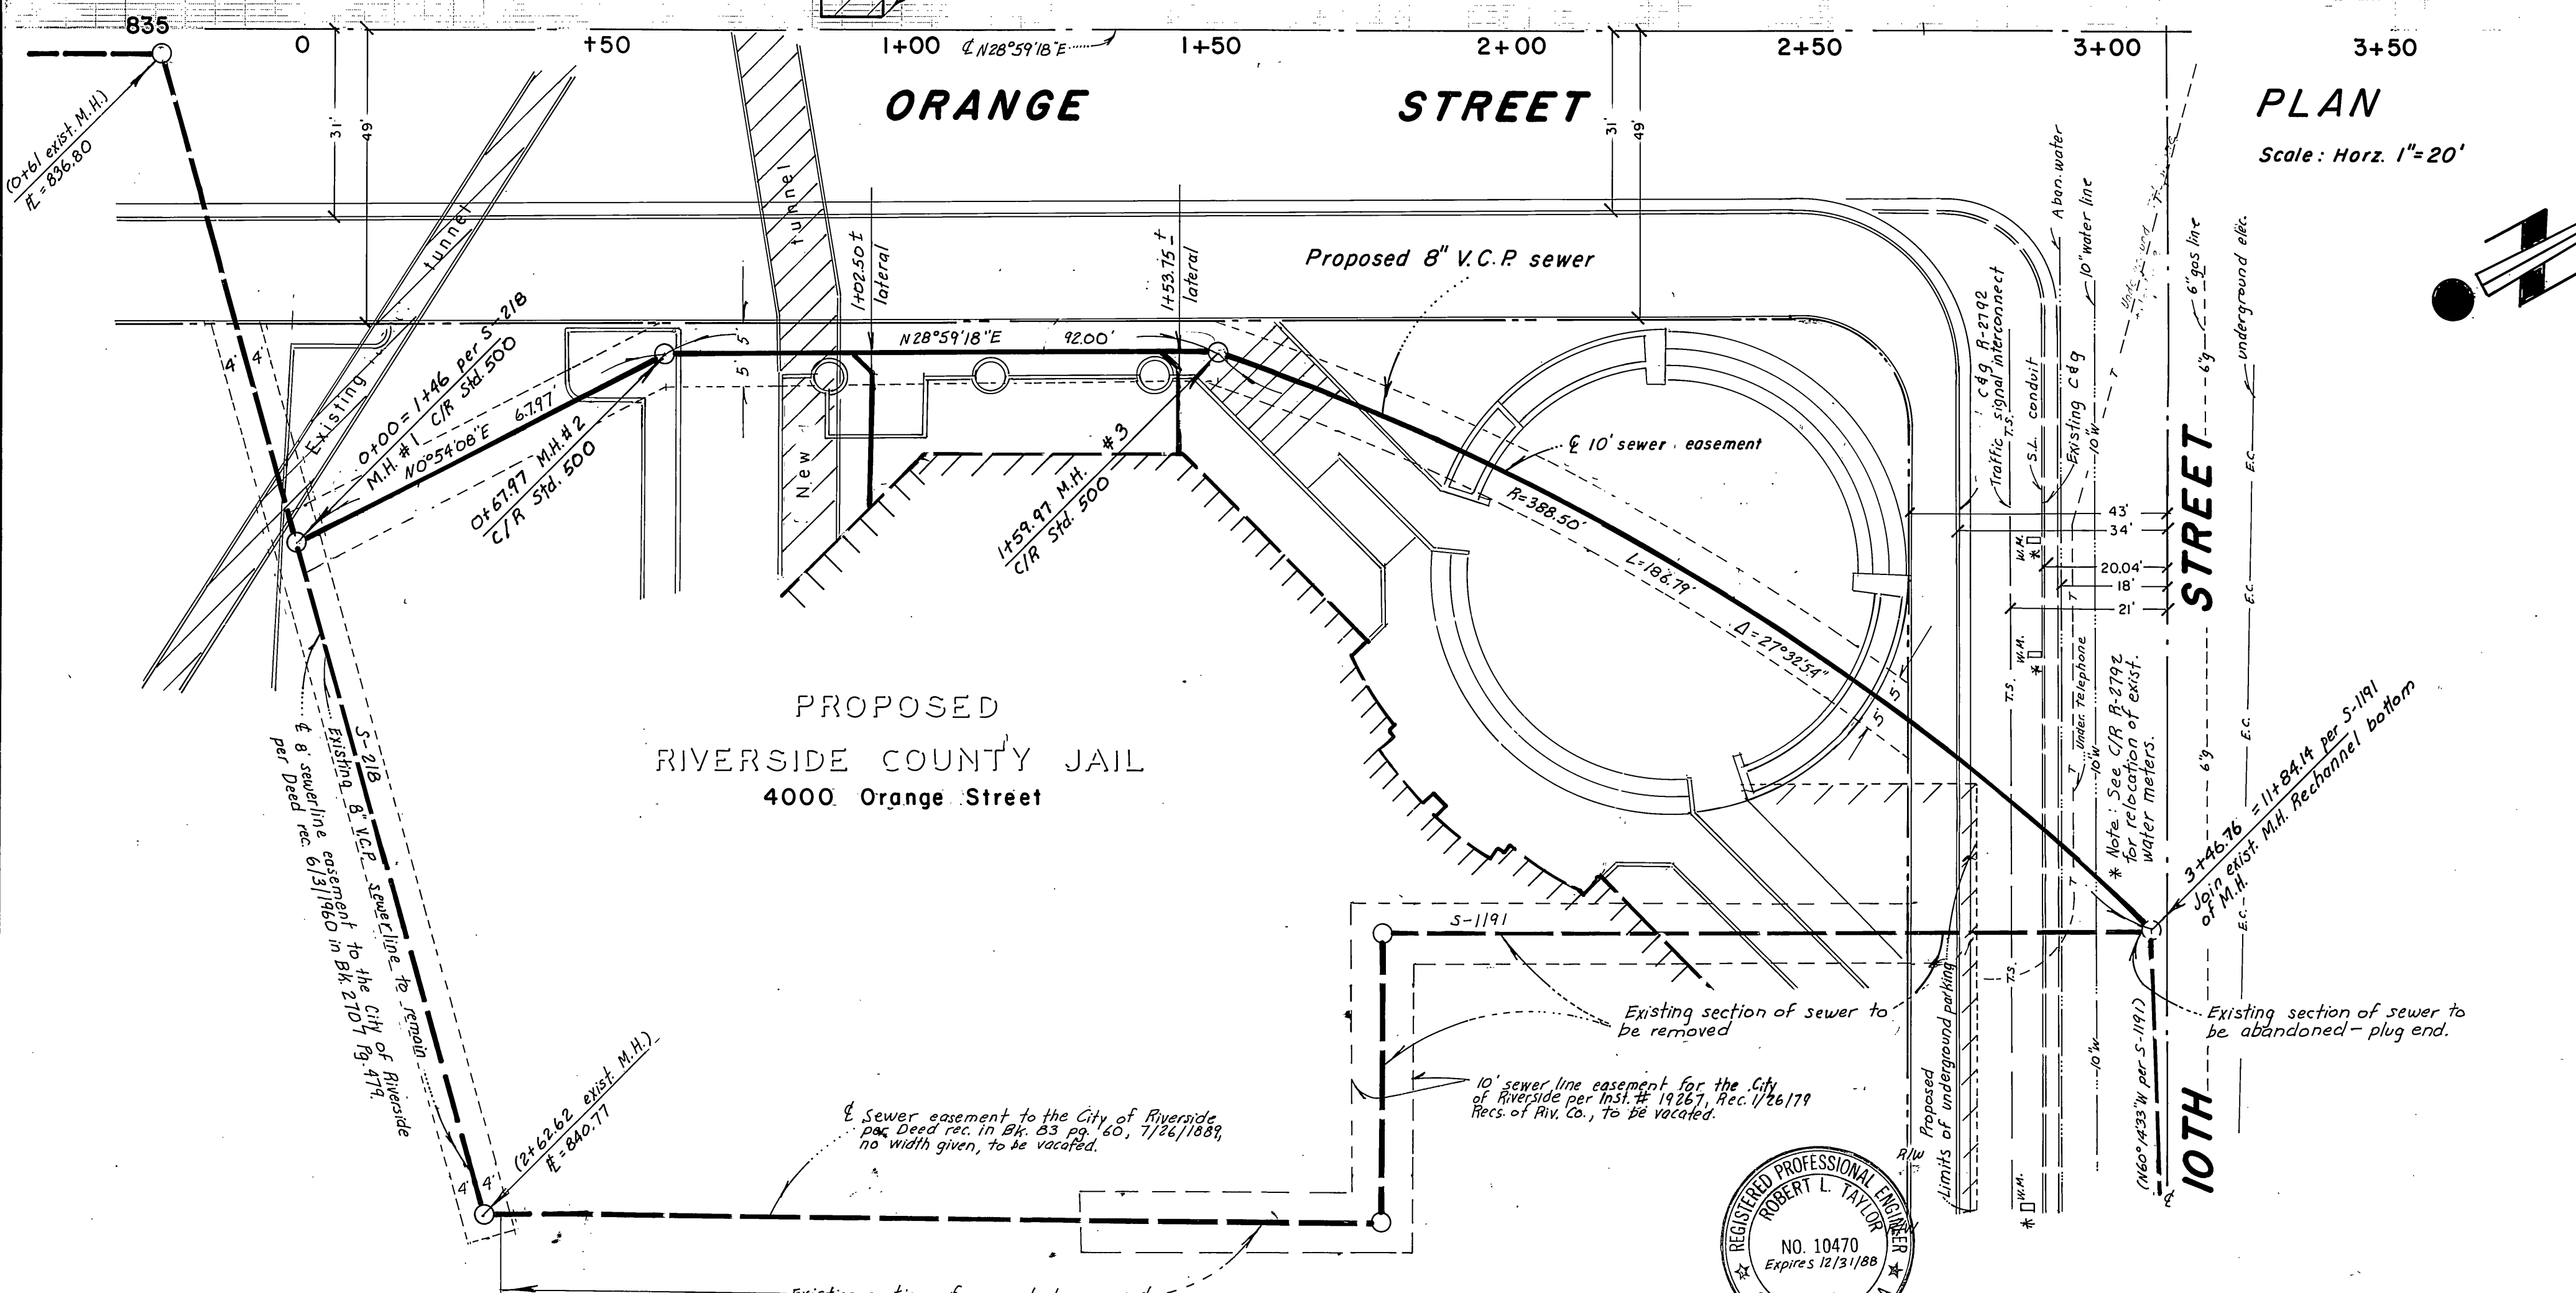 835
0
+50
1+00
₵ N28°59'18"E
1+50
2+00
2+50
3+00
3+50
ORANGE STREET
PLAN
Scale: Horz. 1"=20'
(0+61 exist. M.H.)
℄=836.80
31'
49'
31'
49'
tunnel
Existing
New
tunnel
1+02.50 ±
lateral
1+53.75 ±
lateral
Proposed 8" V.C.P. sewer
N28°59'18"E 92.00'
5'
5'
4'
4'
0+00 = 1+46 per S-218
M.H. #1 C/R Std. 500
N0°54'08"E 67.97
0+67.97 M.H.#2
C/R Std. 500
1+59.97 M.H. #3
C/R Std. 500
₵ 10' sewer easement
R=388.50'
L=186.79'
Δ=27°32'54"
5'
5'
c&g R-2792
Traffic signal interconnect
T.S.
S.L. conduit
Existing c&g
Aban. water
10" water line
10"W
T
6" gas line
6"g
underground elec.
E.C.
E.C.
E.C.
E.C.
E.C.
43'
34'
20.04'
18'
21'
W.M.
*
W.M.
*
T.S.
T
Under. telephone
10"W
T
6"g
* Note: See C/R R-2792
for relocation of exist.
water meters.
10TH STREET
3+46.76 = 11+84.14 per S-1191
Join exist. M.H. Rechannel bottom
of M.H.
PROPOSED
RIVERSIDE COUNTY JAIL
4000 Orange Street
S-218
Existing 8" V.C.P. sewerline to remain
₵ 8' sewerline easement to the City of Riverside
per Deed rec. 6/3/1960 in Bk. 2707 Pg. 479.
S-1191
Existing section of sewer to
be removed
Existing section of sewer to
be abandoned - plug end.
(N60°14'33"W per S-1191)
10' sewer line easement for the City
of Riverside per Inst. # 19267, Rec. 1/26/79
Recs. of Riv. Co., to be vacated.
₵ Sewer easement to the City of Riverside
per Deed rec. in Bk. 83 pg. 60, 7/26/1889,
no width given, to be vacated.
(2+62.62 exist. M.H.)
℄=840.77
4'
4'
Proposed
Limits of underground parking
R/W
T.S.
10"W
W.M.
*
₵
REGISTERED PROFESSIONAL ENGINEER
ROBERT L. TAYLOR
NO. 10470
Expires 12/31/88